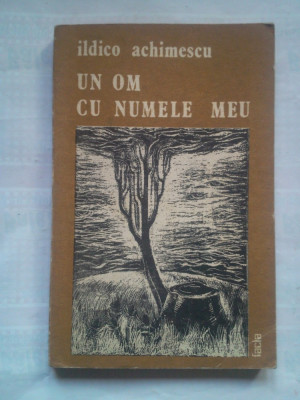 ildico achimescu
UN OM
CU NUMELE MEU
facla